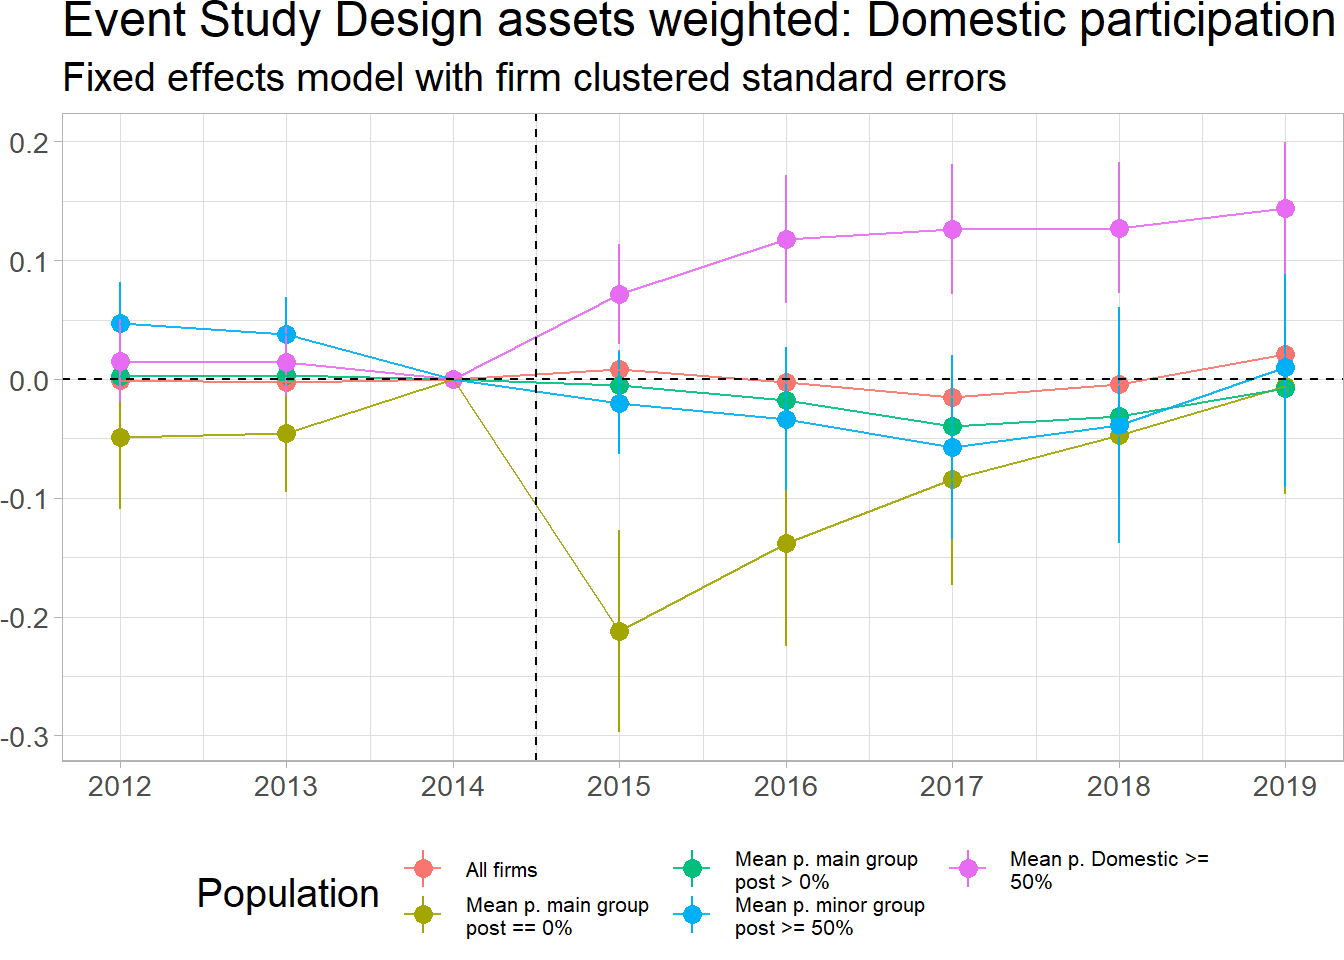 Event Study Design assets weighted: Domestic participation
Fixed effects model with firm clustered standard errors
0.2
0.1
0.0
-0.1
-0.2
-0.3
2012 2013 2014 2015 2016 2017 2018 2019
Population
All firms
Mean p. main group
post == 0%
Mean p. main group
post > 0%
Mean p. minor group
post >= 50%
Mean p. Domestic >=
50%